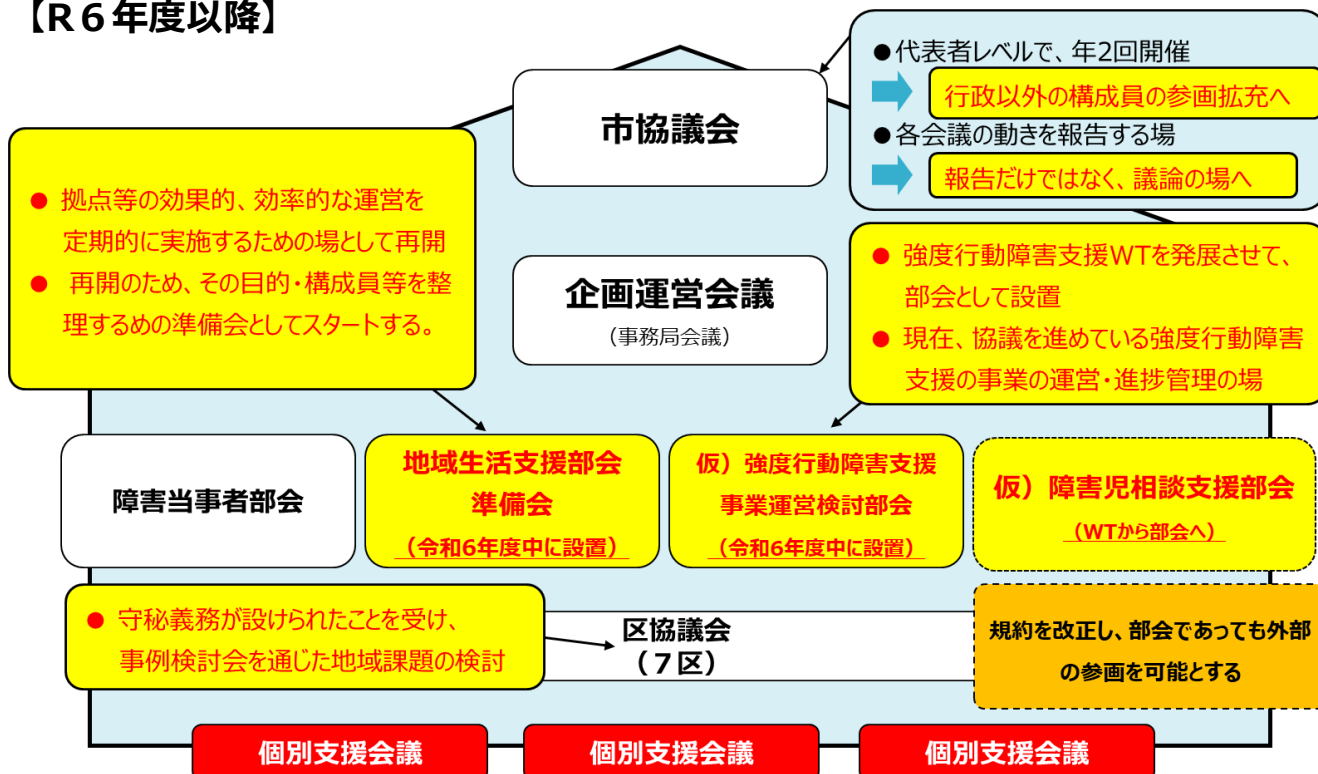 【R６年度以降】
市協議会
●代表者レベルで、年2回開催
行政以外の構成員の参画拡充へ
●各会議の動きを報告する場
報告だけではなく、議論の場へ
● 拠点等の効果的、効率的な運営を
定期的に実施するための場として再開
● 再開のため、その目的・構成員等を整
理するめの準備会としてスタートする。
企画運営会議
（事務局会議）
● 強度行動障害支援WTを発展させて、
部会として設置
● 現在、協議を進めている強度行動障害
支援の事業の運営・進捗管理の場
障害当事者部会
地域生活支援部会
準備会
（令和6年度中に設置）
仮）強度行動障害支援
事業運営検討部会
（令和6年度中に設置）
仮）障害児相談支援部会
（WTから部会へ）
● 守秘義務が設けられたことを受け、
事例検討会を通じた地域課題の検討
区協議会
（７区）
規約を改正し、部会であっても外部
の参画を可能とする
個別支援会議
個別支援会議
個別支援会議